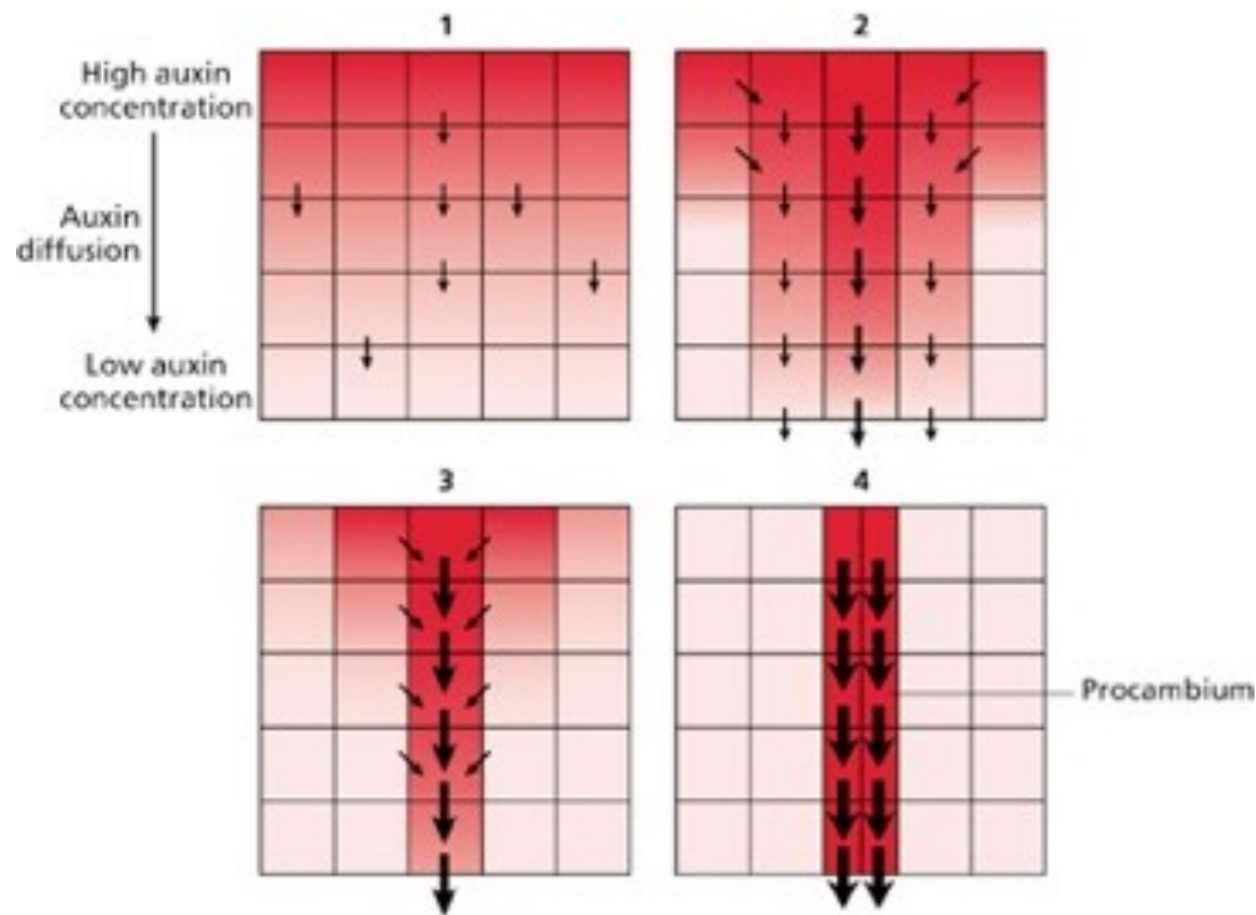 1
2
High auxin
concentration
Auxin
diffusion
Low auxin
concentration
3
4
Procambium